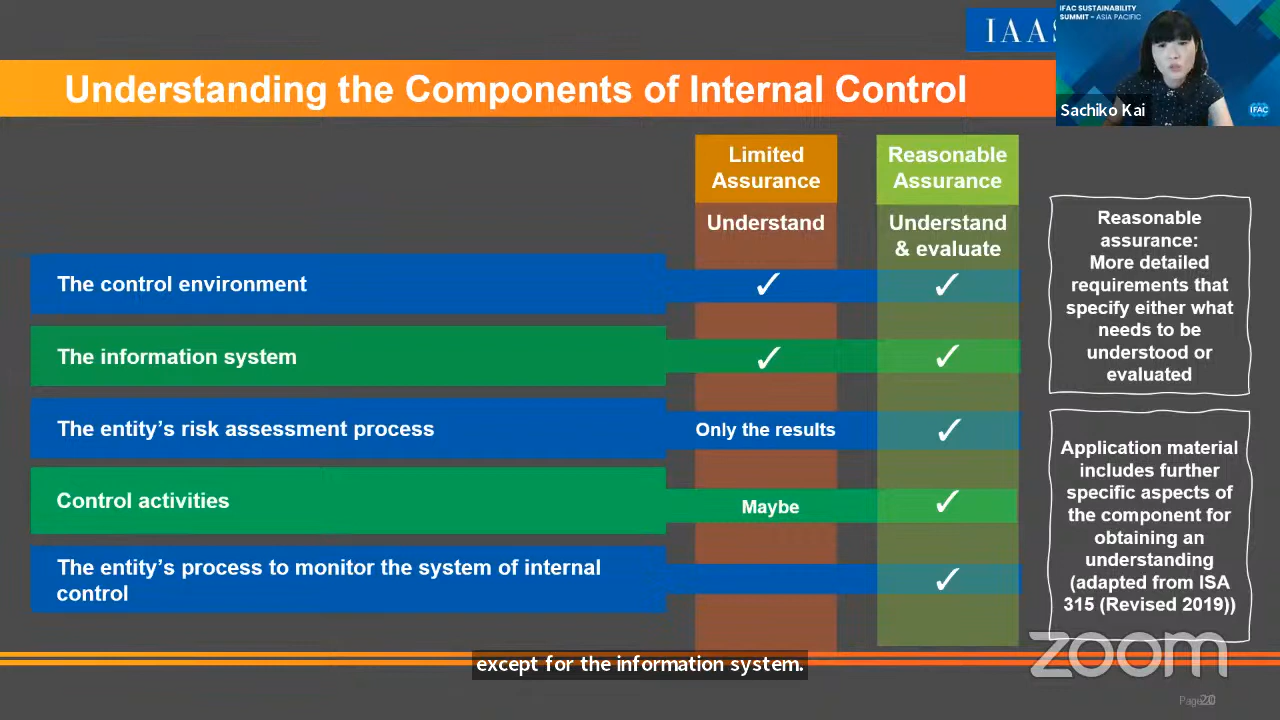 IAAS
IFAC SUSTAINABILITY
SUMMIT - ASIA PACIFIC
Sachiko Kai
IFAC
Understanding the Components of Internal Control
Limited
Assurance
Reasonable
Assurance
Understand
Understand
& evaluate
The control environment
✓
✓
The information system
✓
✓
The entity's risk assessment process
Only the results
✓
Control activities
Maybe
✓
The entity's process to monitor the system of internal
control
✓
Reasonable
assurance:
More detailed
requirements that
specify either what
needs to be
understood or
evaluated
Application material
includes further
specific aspects of
the component for
obtaining an
understanding
(adapted from ISA
315 (Revised 2019))
except for the information system.
zoom
Page 20